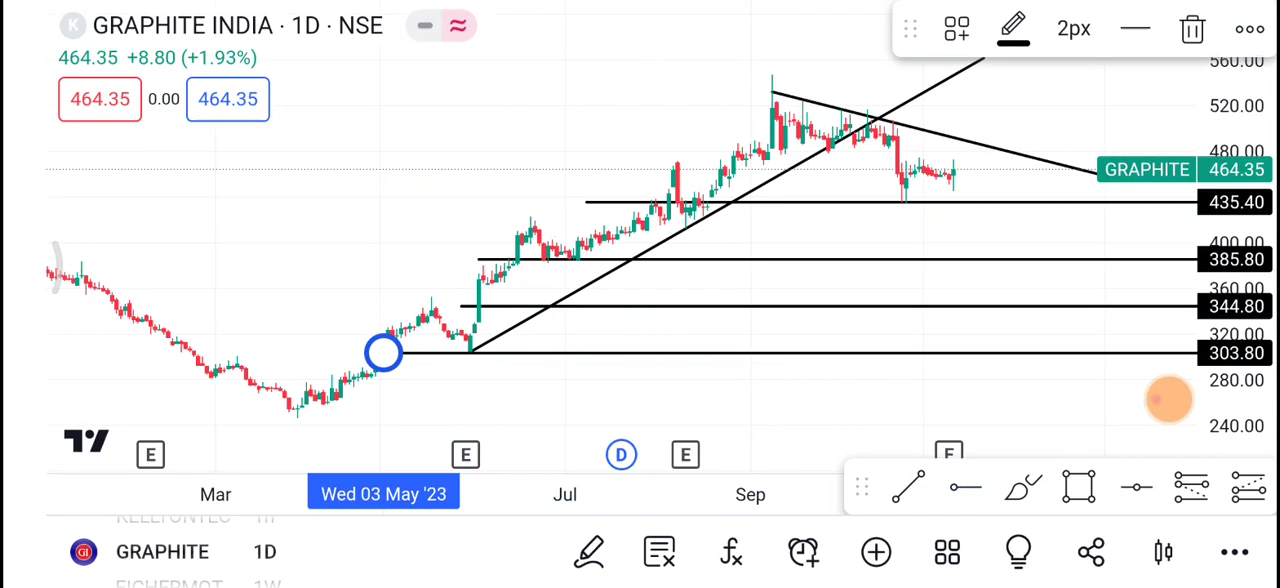 K GRAPHITE INDIA · 1D · NSE
464.35 +8.80 (+1.93%)
464.35 0.00 464.35
2px
560.00
520.00
480.00
GRAPHITE 464.35
435.40
400.00
385.80
360.00
344.80
320.00
303.80
280.00
240.00
E E D E E
Mar Wed 03 May '23 Jul Sep
GRAPHITE 1D
EICHERMOT 1W